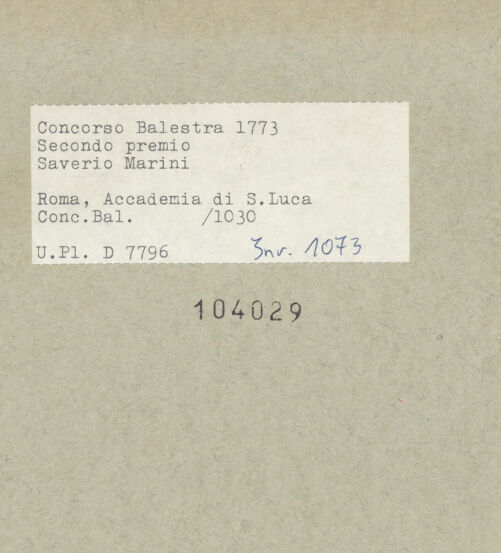 Concorso Balestra 1773
Secondo premio
Saverio Marini
Roma, Accademia di S.Luca
Conc.Bal. /1030
U.Pl. D 7796 Inv. 1073
104029